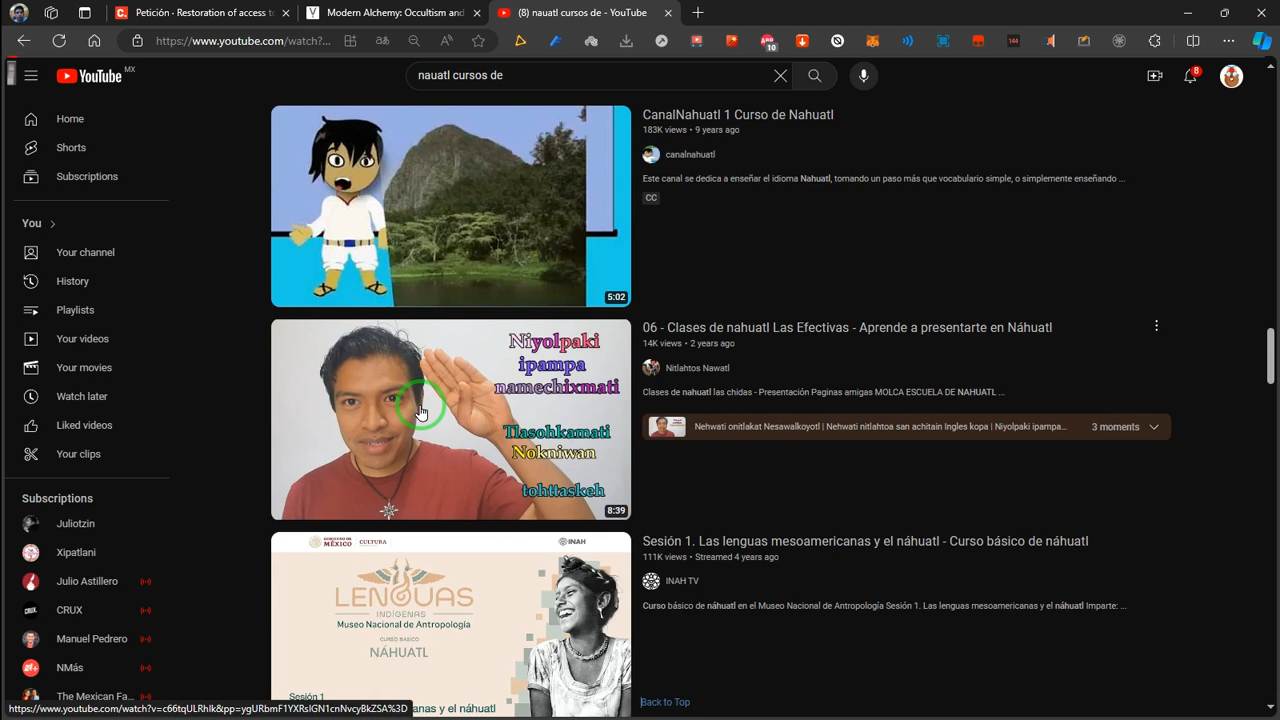 Petición · Restoration of access to
Modern Alchemy: Occultism and
(8) nauatl cursos de - YouTube
https://www.youtube.com/watch?...
10
144
YouTube MX
nauatl cursos de
8
Home
Shorts
Subscriptions
You
Your channel
History
Playlists
Your videos
Your movies
Watch later
Liked videos
Your clips
Subscriptions
Juliotzin
Xipatlani
Julio Astillero
CRUX
Manuel Pedrero
NMás
The Mexican Fa...
5:02
CanalNahuatl 1 Curso de Nahuatl
183K views • 9 years ago
canalnahuatl
Este canal se dedica a enseñar el idioma Nahuatl, tomando un paso más que vocabulario simple, o simplemente enseñando ...
CC
Niyolpaki
ipampa
namechixmati
Tlasohkamati
Nokniwan
tohttaskeh
8:39
06 - Clases de nahuatl Las Efectivas - Aprende a presentarte en Náhuatl
14K views • 2 years ago
Nitlahtos Nawatl
Clases de nahuatl las chidas - Presentación Paginas amigas MOLCA ESCUELA DE NAHUATL ...
Nehwati onitlakat Nesawalkoyotl | Nehwati nitlahtoa san achitain Ingles kopa | Niyolpaki ipampa...
3 moments
GOBIERNO DE MÉXICO CULTURA
INAH
LENGUAS
INDÍGENAS
Museo Nacional de Antropología
CURSO BÁSICO
NÁHUATL
Sesión 1
anas y el náhuatl
Sesión 1. Las lenguas mesoamericanas y el náhuatl - Curso básico de náhuatl
111K views • Streamed 4 years ago
INAH TV
Curso básico de náhuatl en el Museo Nacional de Antropología Sesión 1. Las lenguas mesoamericanas y el náhuatl Imparte: ...
Back to Top
https://www.youtube.com/watch?v=c66tqULRhlk&pp=ygURbmF1YXRsIGN1cnNvcyBkZSA%3D